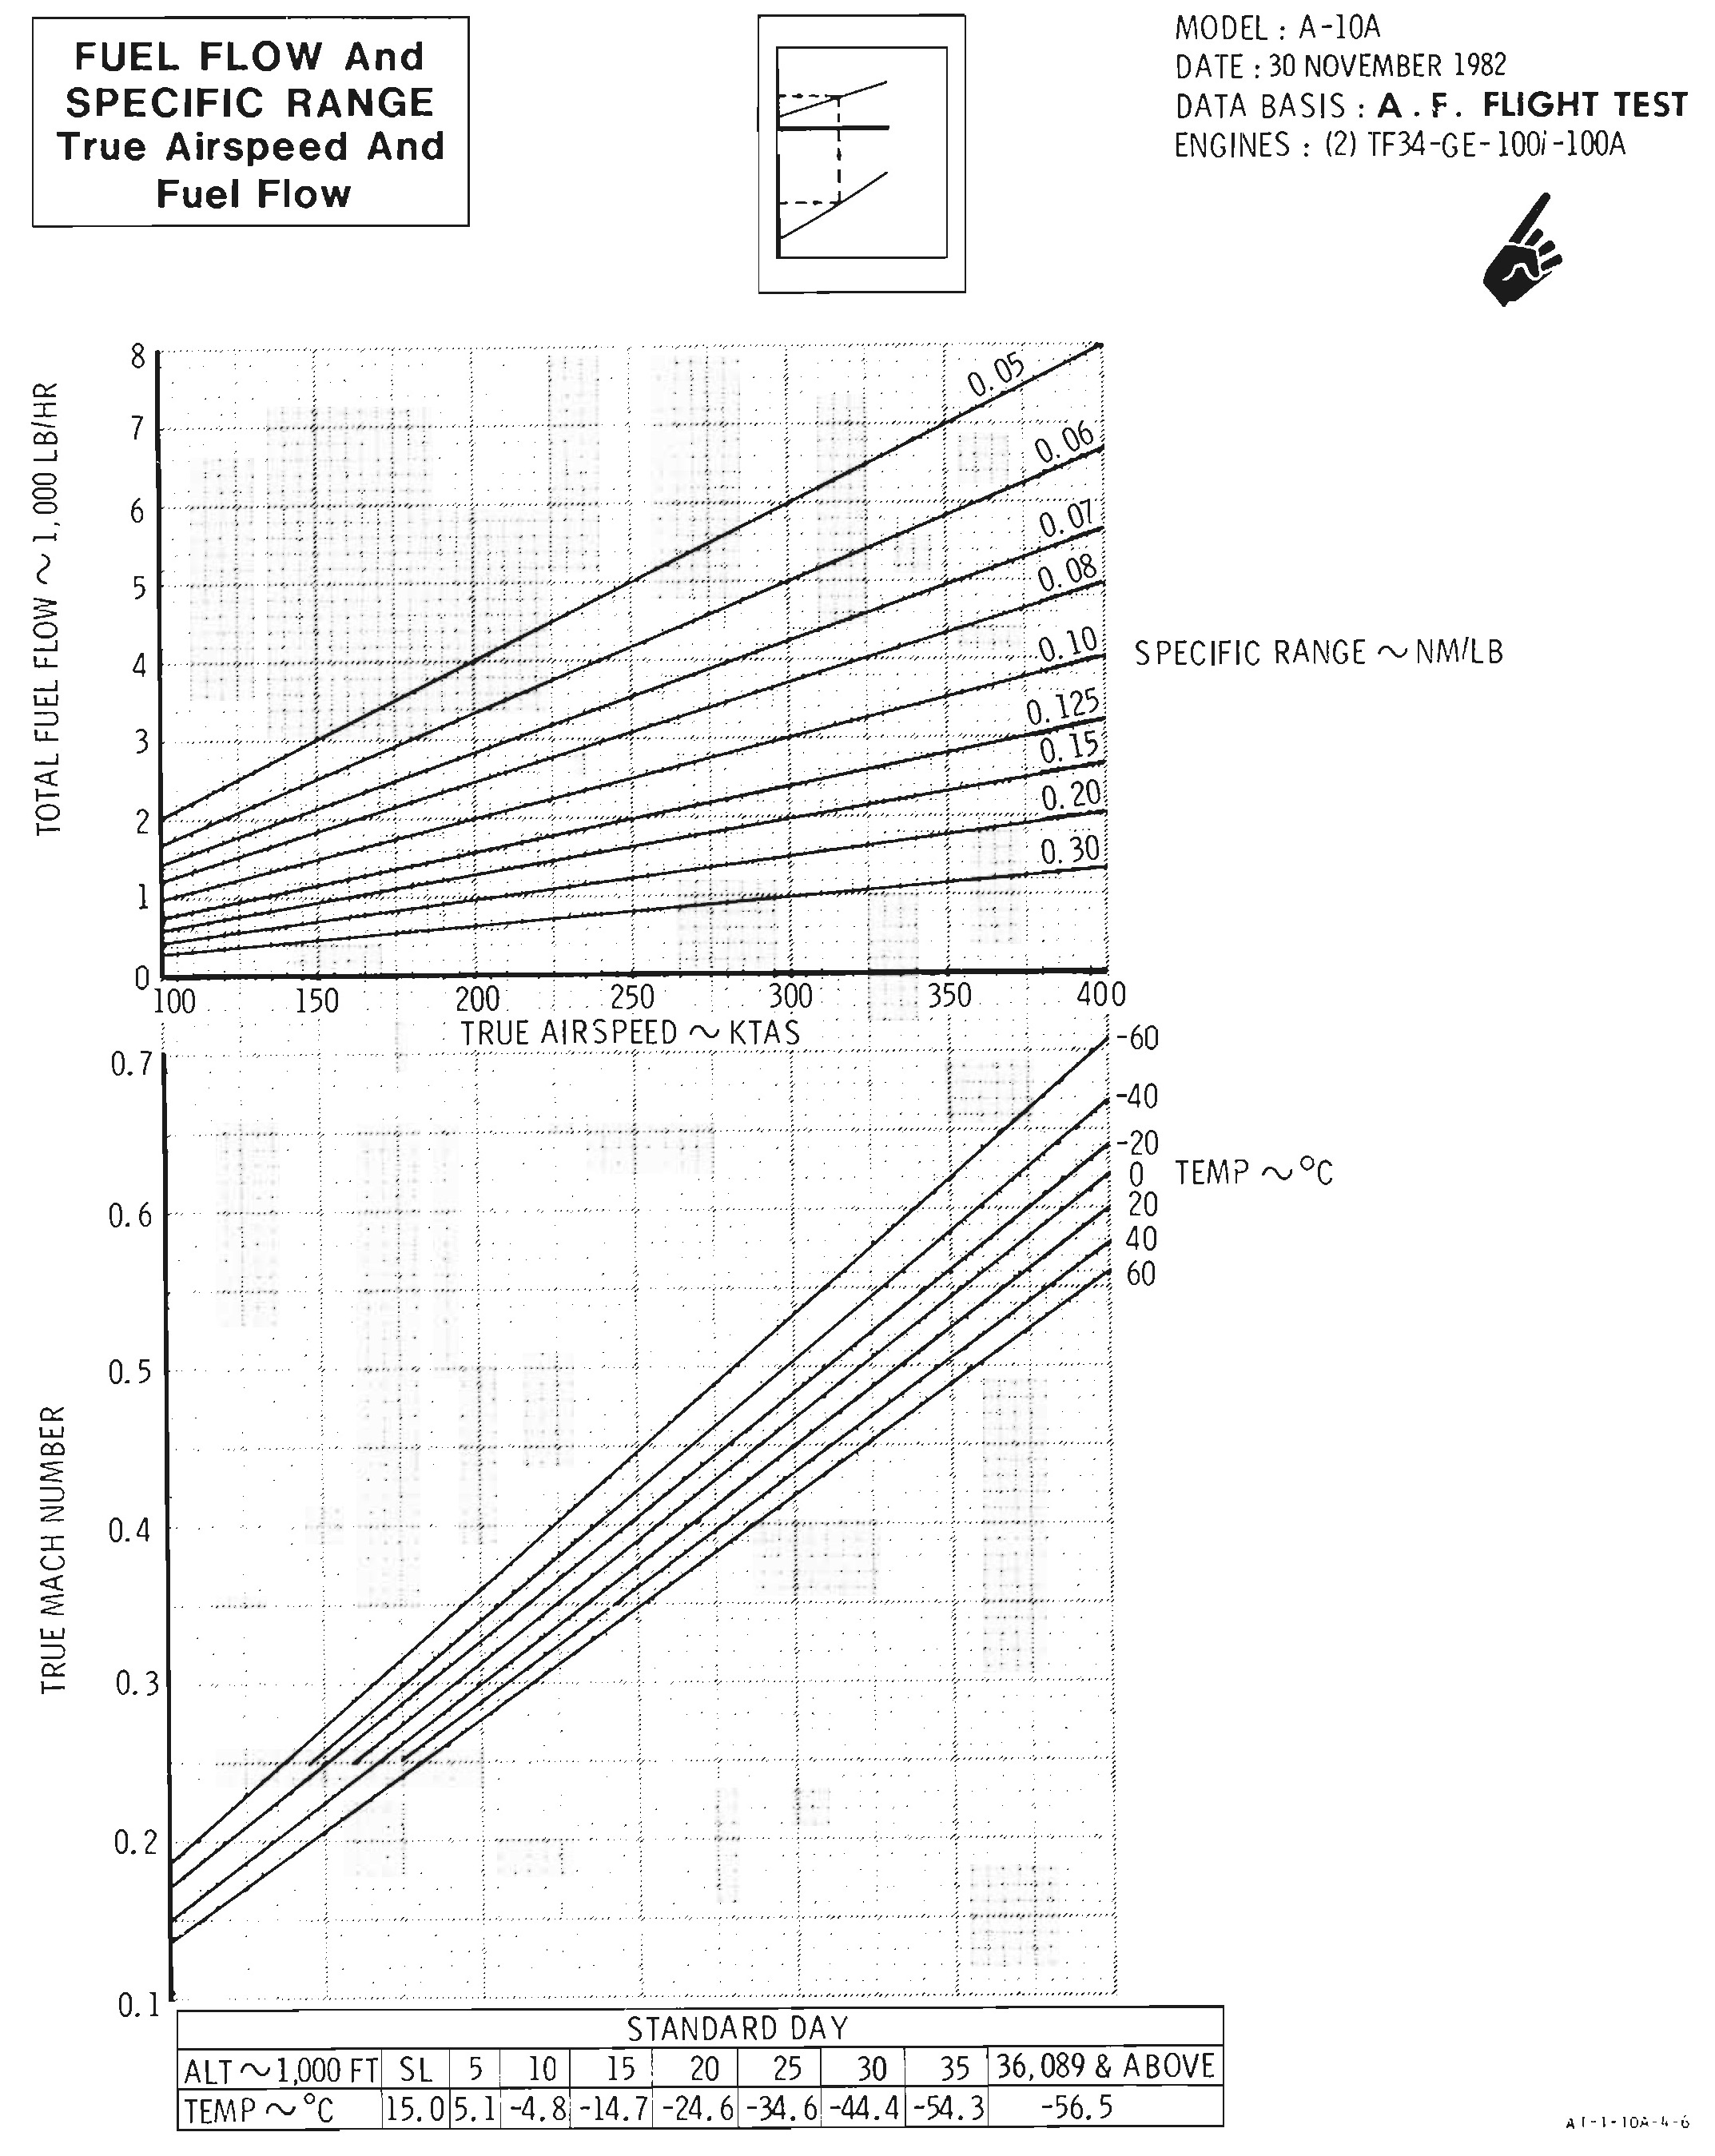 FUEL FLOW And
SPECIFIC RANGE
True Airspeed And
Fuel Flow
MODEL : A-10A
DATE : 30 NOVEMBER 1982
DATA BASIS : A . F. FLIGHT TEST
ENGINES : (2) TF34-GE-100/-100A
TOTAL FUEL FLOW ~ 1,000 LB/HR
8
7
6
5
4
3
2
1
0
0.05
0.06
0.07
0.08
0.10
0.125
0.15
0.20
0.30
SPECIFIC RANGE ~ NM/LB
100 150 200 250 300 350 400
TRUE AIRSPEED ~ KTAS
TRUE MACH NUMBER
0.7
0.6
0.5
0.4
0.3
0.2
0.1
-60
-40
-20
0
20
40
60
TEMP ~ °C
STANDARD DAY
ALT ~ 1,000 FT SL 5 10 15 20 25 30 35 36,089 & ABOVE
TEMP ~ °C 15.0 5.1 -4.8 -14.7 -24.6 -34.6 -44.4 -54.3 -56.5
A1-1-10A-4-6